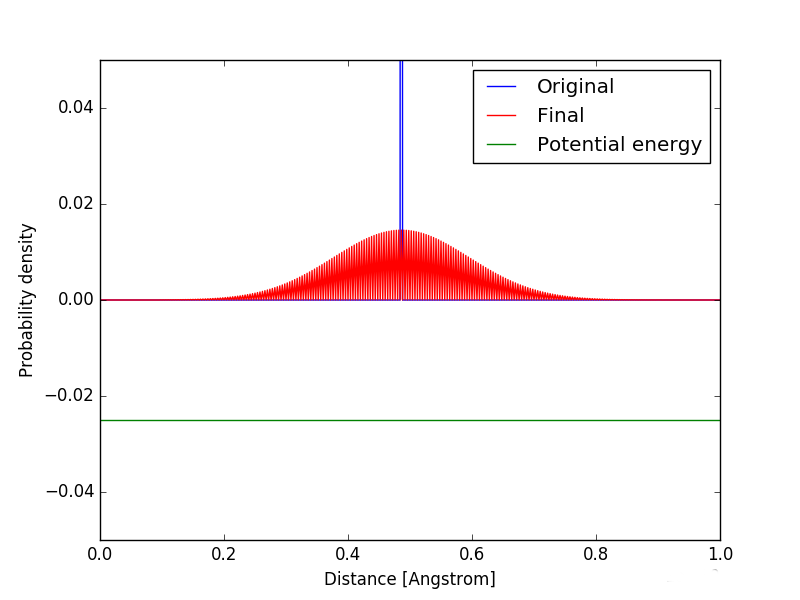 Original
Final
Potential energy
Probability density
0.04
0.02
0.00
−0.02
−0.04
0.0 0.2 0.4 0.6 0.8 1.0
Distance [Angstrom]